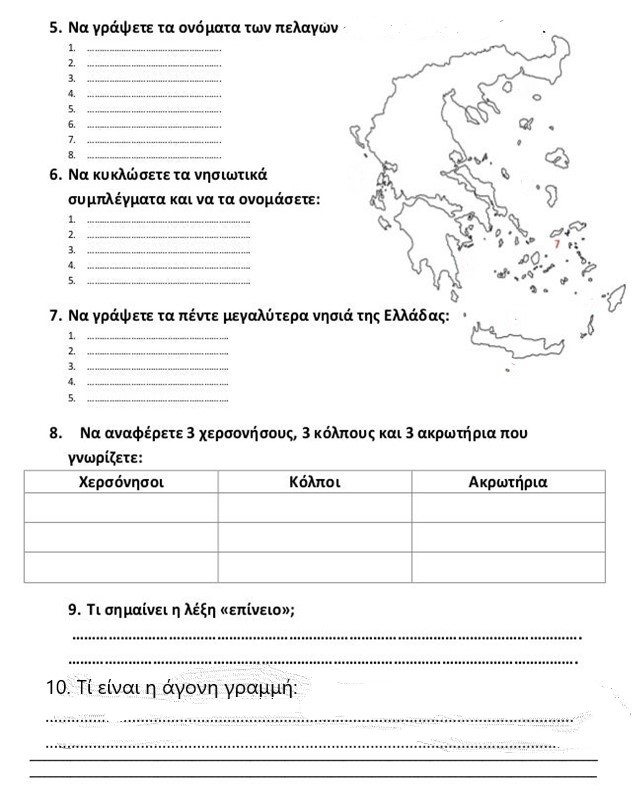 5. Να γράψετε τα ονόματα των πελαγών
1. ......................................................
2. ......................................................
3. ......................................................
4. ......................................................
5. ......................................................
6. ......................................................
7. ......................................................
8. ......................................................
6. Να κυκλώσετε τα νησιωτικά
συμπλέγματα και να τα ονομάσετε:
1. ......................................................
2. ......................................................
3. ......................................................
4. ......................................................
5. ......................................................
7
7. Να γράψετε τα πέντε μεγαλύτερα νησιά της Ελλάδας:
1. ......................................................
2. ......................................................
3. ......................................................
4. ......................................................
5. ......................................................
8. Να αναφέρετε 3 χερσονήσους, 3 κόλπους και 3 ακρωτήρια που
γνωρίζετε:
Χερσόνησοι Κόλποι Ακρωτήρια
9. Τι σημαίνει η λέξη «επίνειο»;
10. Τί είναι η άγονη γραμμή: